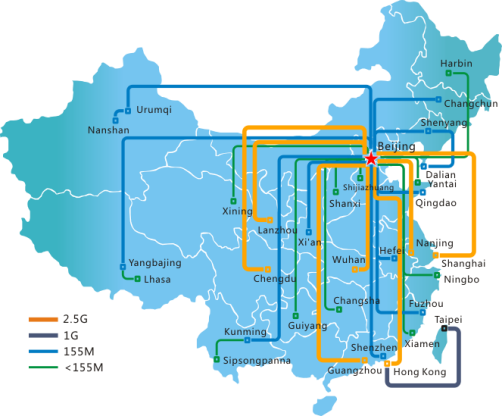 Harbin
Changchun
Urumqi
Shenyang
Nanshan
Beijing
Dalian
Shijiazhuang
Yantai
Shanxi
Qingdao
Xining
Lanzhou
Xi'an
Nanjing
Hefei
Wuhan
Shanghai
Yangbajing
Lhasa
Chengdu
Ningbo
Changsha
Fuzhou
2.5G
Guiyang
Taipei
1G
Kunming
Xiamen
155M
Shenzhen
Sipsongpanna
<155M
Guangzhou
Hong Kong